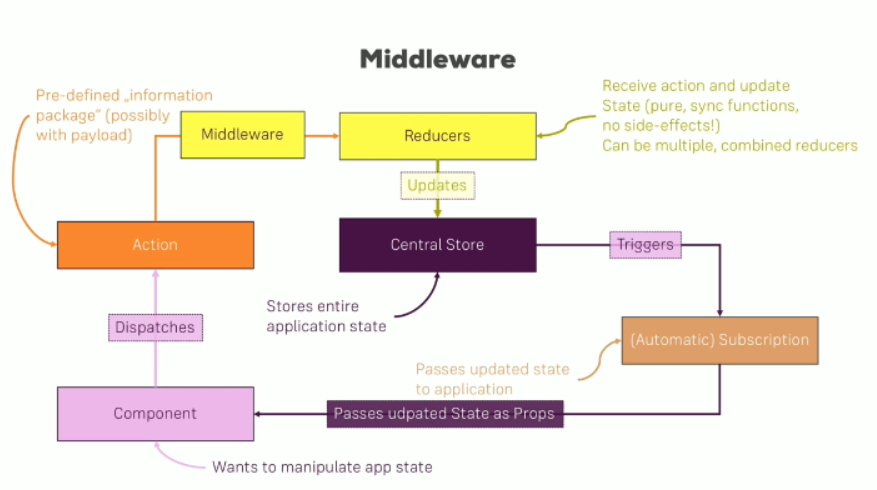 Middleware
Pre-defined „information
package“ (possibly
with payload)
Middleware
Reducers
Receive action and update
State (pure, sync functions,
no side-effects!)
Can be multiple, combined reducers
Updates
Action
Central Store
Triggers
Stores entire
application state
Dispatches
(Automatic) Subscription
Passes updated state
to application
Component
Passes udpated State as Props
Wants to manipulate app state